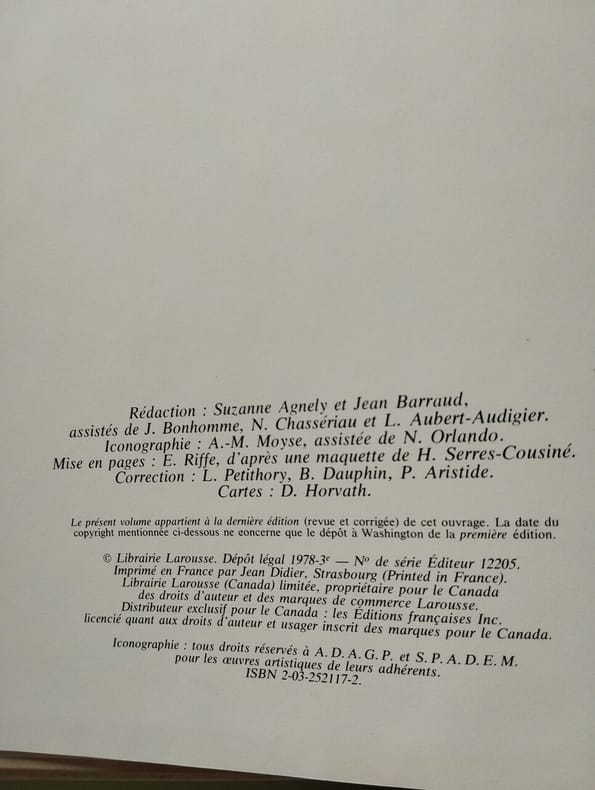 Rédaction : Suzanne Agnely et Jean Barraud,
assistés de J. Bonhomme, N. Chassériau et L. Aubert-Audigier.
Iconographie : A.-M. Moyse, assistée de N. Orlando.
Mise en pages : E. Riffe, d'après une maquette de H. Serres-Cousiné.
Correction : L. Petithory, B. Dauphin, P. Aristide.
Cartes : D. Horvath.
Le présent volume appartient à la dernière édition (revue et corrigée) de cet ouvrage. La date du
copyright mentionnée ci-dessous ne concerne que le dépôt à Washington de la première édition.
© Librairie Larousse. Dépôt légal 1978-3e — No de série Éditeur 12205.
Imprimé en France par Jean Didier, Strasbourg (Printed in France).
Librairie Larousse (Canada) limitée, propriétaire pour le Canada
des droits d'auteur et des marques de commerce Larousse.
Distributeur exclusif pour le Canada : les Éditions françaises Inc.
licencié quant aux droits d'auteur et usager inscrit des marques pour le Canada.
Iconographie : tous droits réservés à A. D. A. G. P. et S. P. A. D. E. M.
pour les œuvres artistiques de leurs adhérents.
ISBN 2-03-252117-2.